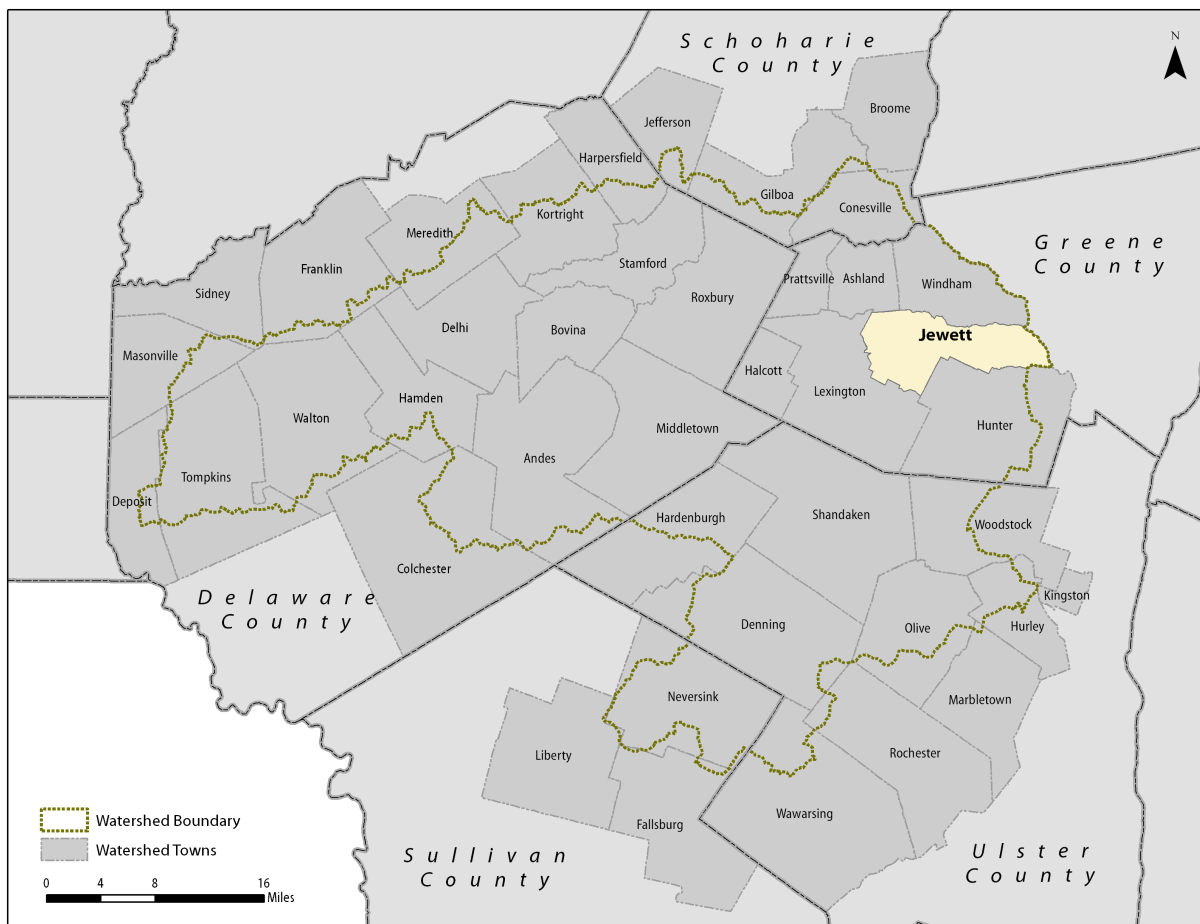 Schoharie
County
N
Broome
Jefferson
Harpersfield
Gilboa
Conesville
Kortright
Meredith
Greene
County
Franklin
Stamford
Prattsville
Ashland
Windham
Sidney
Roxbury
Delhi
Bovina
Jewett
Masonville
Halcott
Lexington
Hamden
Walton
Middletown
Hunter
Andes
Tompkins
Deposit
Hardenburgh
Shandaken
Woodstock
Colchester
Kingston
Delaware
County
Denning
Olive
Hurley
Neversink
Marbletown
Liberty
Rochester
Wawarsing
Fallsburg
Watershed Boundary
Watershed Towns
Sullivan
County
Ulster
County
0 4 8 16
Miles